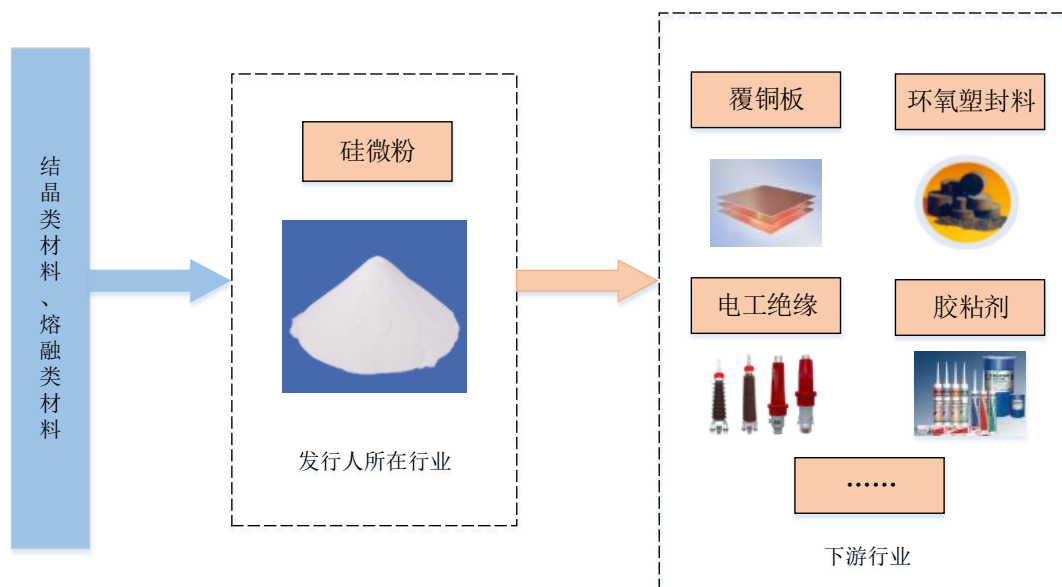 结晶类材料、熔融类材料
硅微粉
发行人所在行业
覆铜板
环氧塑封料
电工绝缘
胶粘剂
……
下游行业